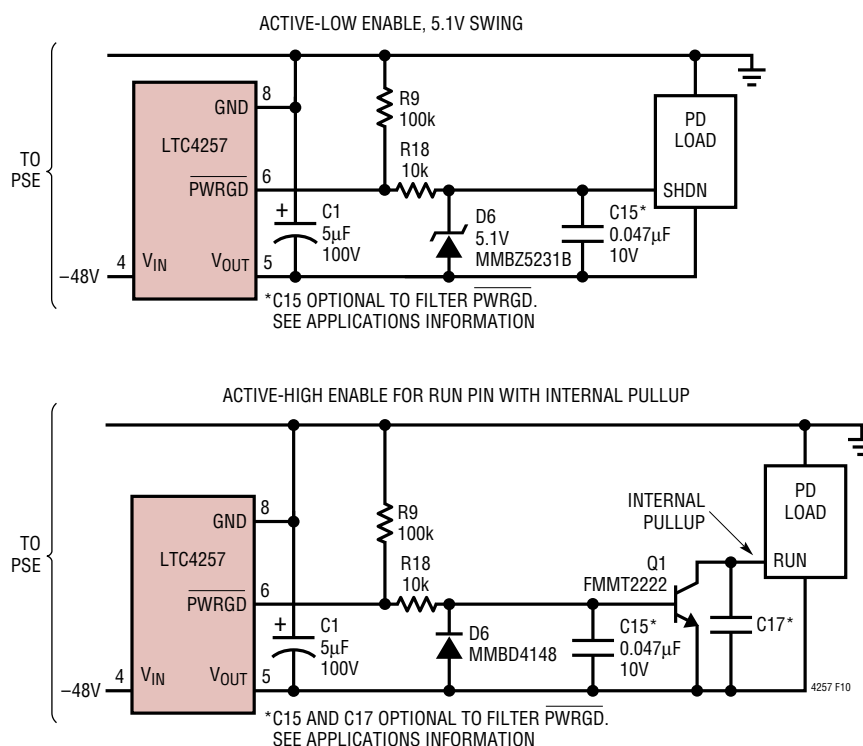 ACTIVE-LOW ENABLE, 5.1V SWING
TO
PSE
LTC4257
GND
8
PWRGD
6
VIN
4
VOUT
5
–48V
R9
100k
R18
10k
+
C1
5µF
100V
D6
5.1V
MMBZ5231B
C15*
0.047µF
10V
PD
LOAD
SHDN
*C15 OPTIONAL TO FILTER PWRGD.
SEE APPLICATIONS INFORMATION
ACTIVE-HIGH ENABLE FOR RUN PIN WITH INTERNAL PULLUP
TO
PSE
LTC4257
GND
8
PWRGD
6
VIN
4
VOUT
5
–48V
R9
100k
R18
10k
+
C1
5µF
100V
D6
MMBD4148
C15*
0.047µF
10V
Q1
FMMT2222
INTERNAL
PULLUP
C17*
PD
LOAD
RUN
4257 F10
*C15 AND C17 OPTIONAL TO FILTER PWRGD.
SEE APPLICATIONS INFORMATION